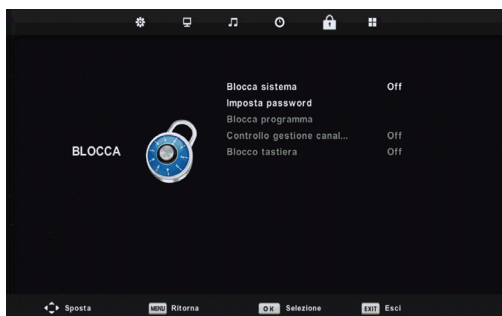 Blocca sistema Off
Imposta password
Blocca programma
Controllo gestione canal... Off
Blocco tastiera Off
BLOCCA
Sposta MENU Ritorna OK Selezione EXIT Esci